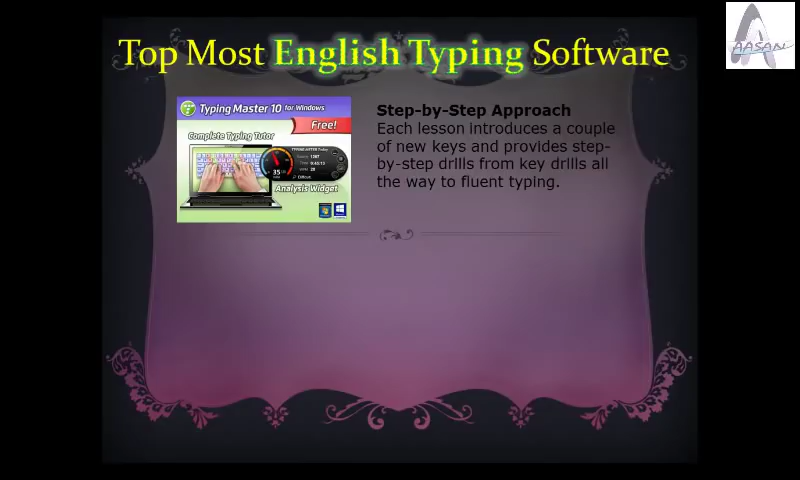 Top Most English Typing Software
AASAN
Typing Master 10 for Windows
Free!
Complete Typing Tutor
35
Analysis Widget
Step-by-Step Approach
Each lesson introduces a couple
of new keys and provides step-
by-step drills from key drills all
the way to fluent typing.